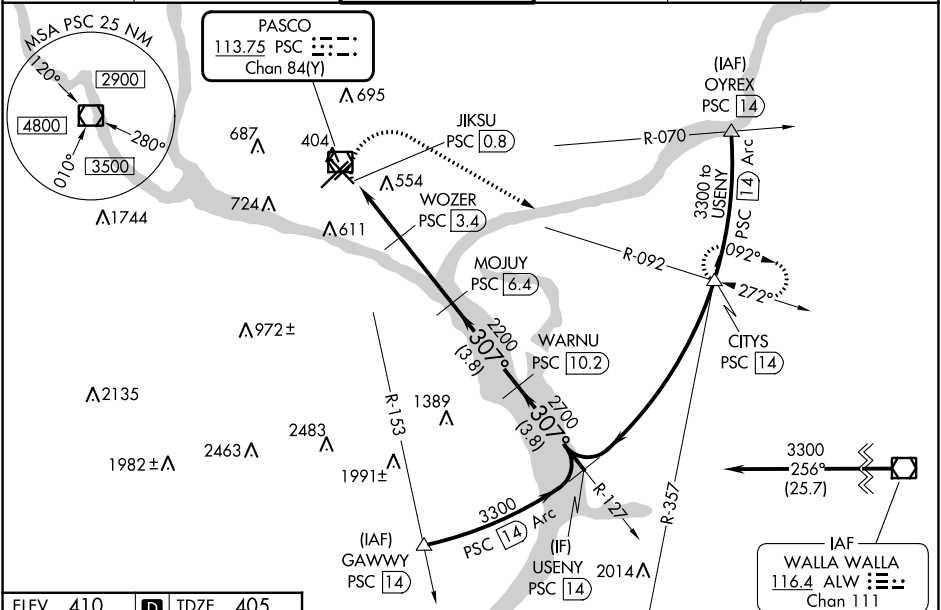 MSA PSC 25 NM
120°
2900
4800
280°
010°
3500
PASCO
113.75 PSC
Chan 84(Y)
695
687
404
JIKSU
PSC 0.8
554
724
611
1744
WOZER
PSC 3.4
MOJUY
PSC 6.4
(IAF)
OYREX
PSC 14
R-070
3300 to
USENY
PSC 14 Arc
R-092
092°
272°
CITYS
PSC 14
972±
2200
307°
(3.8)
WARNU
PSC 10.2
2135
R-153
1389
2700
307°
(3.8)
2483
2463
1982±
1991±
3300
256°
(25.7)
R-357
R-127
3300
PSC 14 Arc
(IAF)
GAWWY
PSC 14
(IF)
USENY
PSC 14
2014
IAF
WALLA WALLA
116.4 ALW
Chan 111
ELEV 410
D
TDZE 405